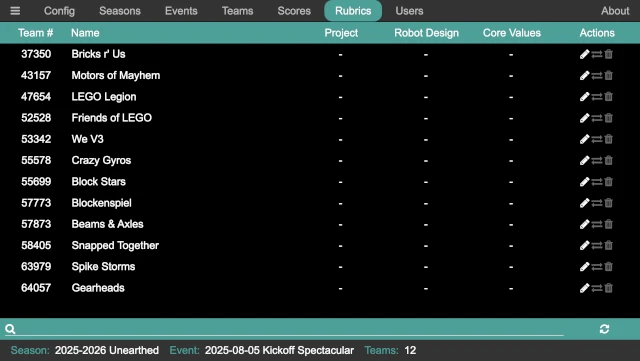 Config Seasons Events Teams Scores Rubrics Users About
Team # Name Project Robot Design Core Values Actions
37350 Bricks r' Us - - -
43157 Motors of Mayhem - - -
47654 LEGO Legion - - -
52528 Friends of LEGO - - -
53342 We V3 - - -
55578 Crazy Gyros - - -
55699 Block Stars - - -
57773 Blockenspiel - - -
57873 Beams & Axles - - -
58405 Snapped Together - - -
63979 Spike Storms - - -
64057 Gearheads - - -
Season: 2025-2026 Unearthed Event: 2025-08-05 Kickoff Spectacular Teams: 12